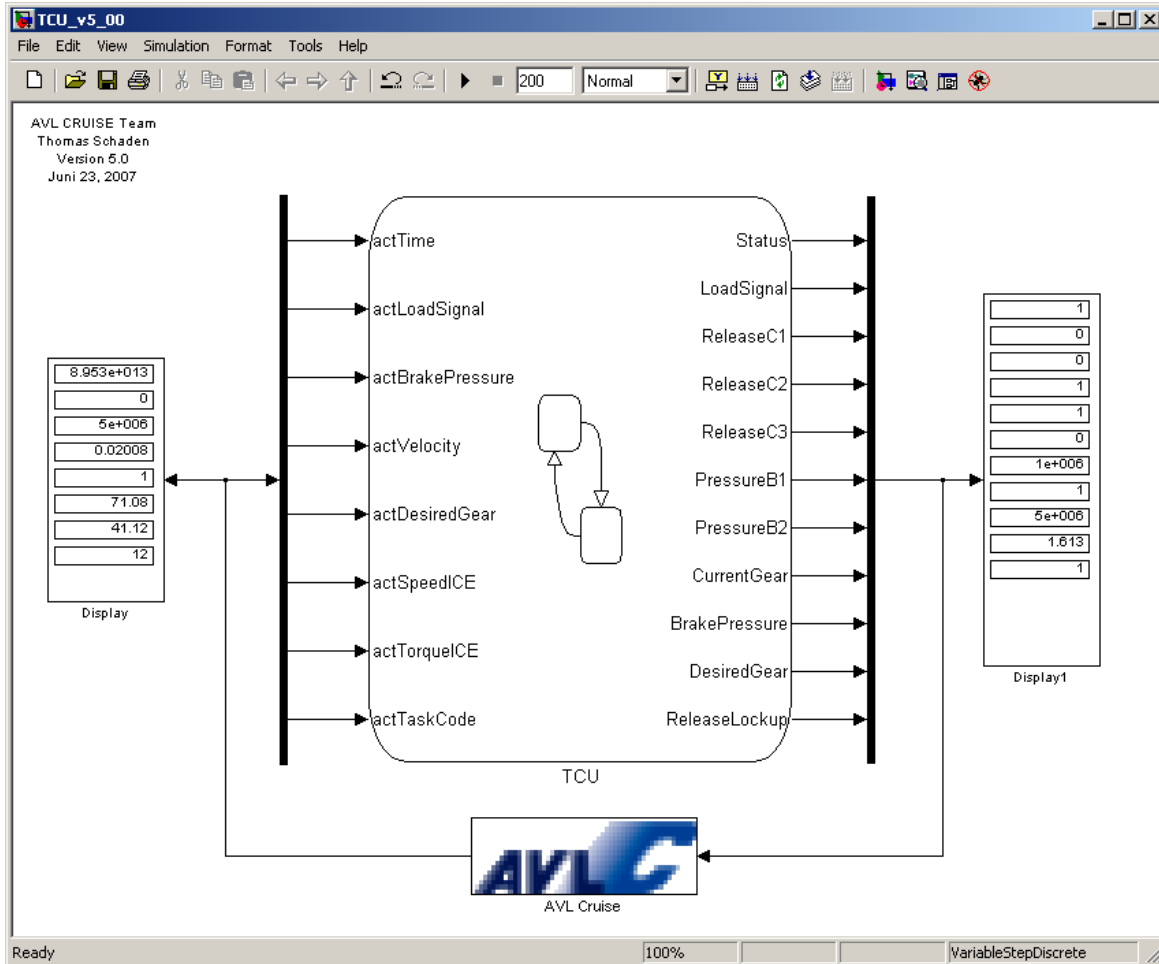 TCU_v5_00
File Edit View Simulation Format Tools Help
200 Normal
AVL CRUISE Team
Thomas Schaden
Version 5.0
Juni 23, 2007
actTime
actLoadSignal
actBrakePressure
actVelocity
actDesiredGear
actSpeedICE
actTorqueICE
actTaskCode
Status
LoadSignal
ReleaseC1
ReleaseC2
ReleaseC3
PressureB1
PressureB2
CurrentGear
BrakePressure
DesiredGear
ReleaseLockup
TCU
8.953e+013
0
5e+006
0.02008
1
71.08
41.12
12
Display
1
0
0
1
1
0
1e+006
1
5e+006
1.613
1
Display1
AVL C
AVL Cruise
Ready 100% VariableStepDiscrete